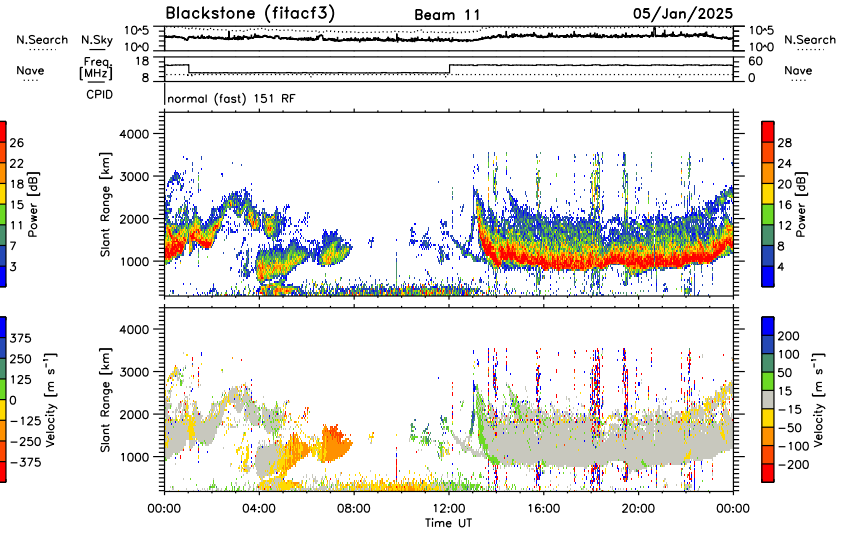 Blackstone (fitacf3) Beam 11 05/Jan/2025
N.Search N.Sky 10^5 10^0 10^5 10^0 N.Search
Nave Freq. [MHz] 18 8 60 0 Nave
CPID normal (fast) 151 RF
Slant Range [km] 4000 3000 2000 1000
Power [dB] 26 22 18 15 11 7 3
Power [dB] 28 24 20 16 12 8 4
Slant Range [km] 4000 3000 2000 1000
Velocity [m s^-1] 375 250 125 0 -125 -250 -375
Velocity [m s^-1] 200 100 50 15 -15 -50 -100 -200
00:00 04:00 08:00 12:00 16:00 20:00 00:00
Time UT